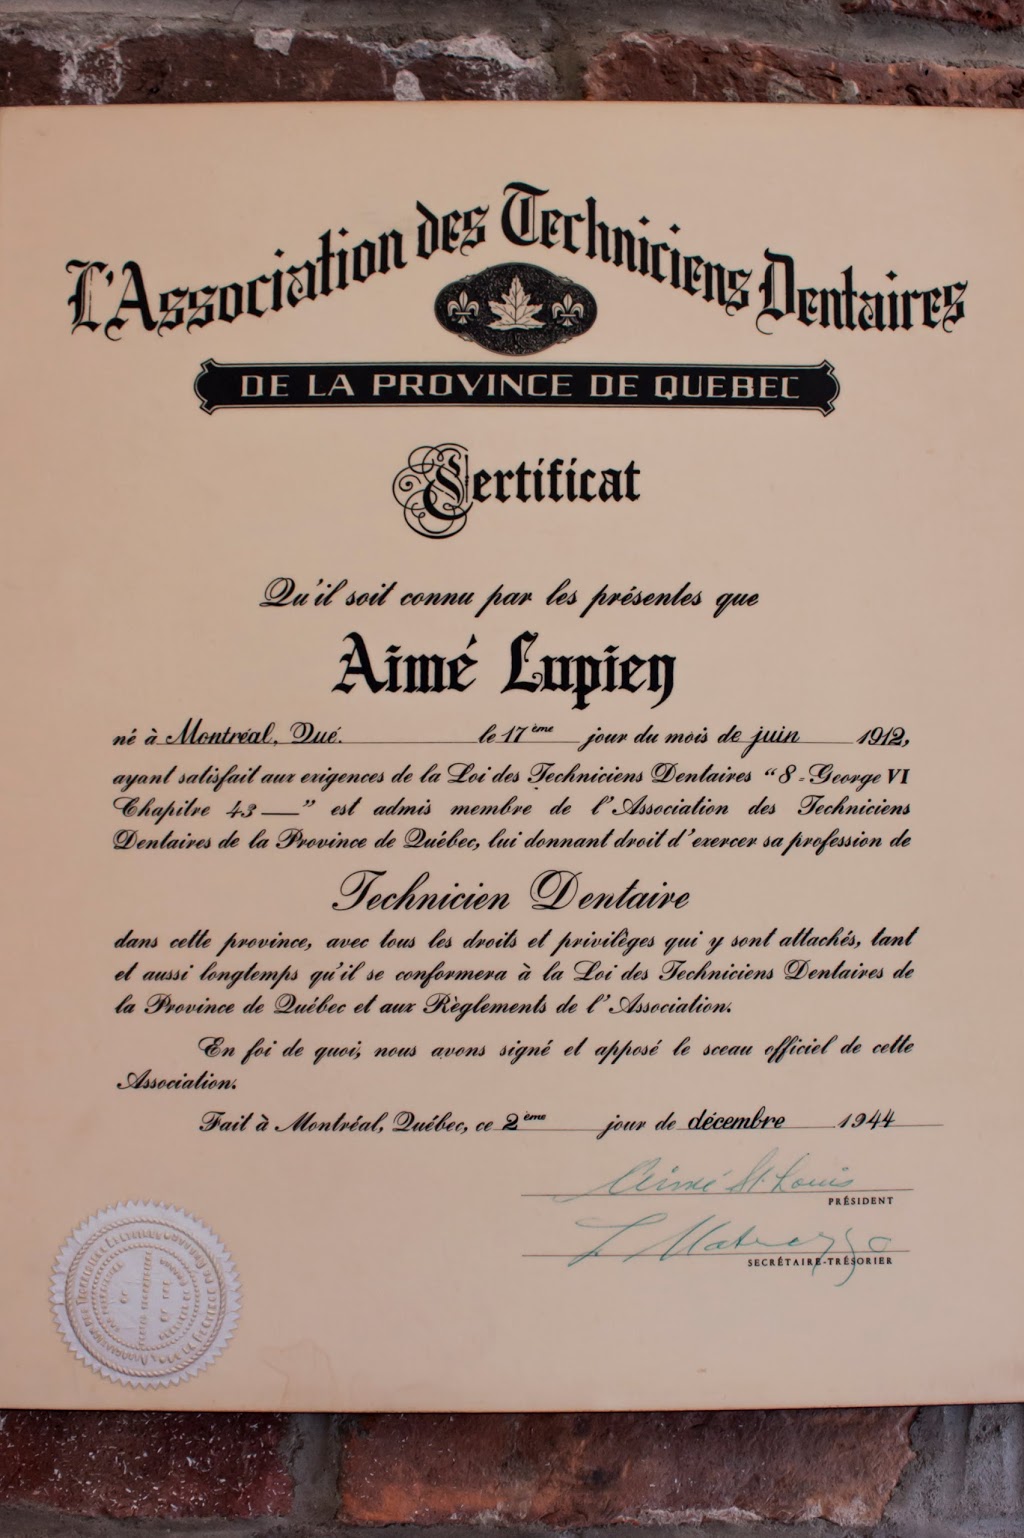 L'Association des Techniciens Dentaires
DE LA PROVINCE DE QUEBEC
Certificat
Qu'il soit connu par les présentes que
Aimé Lupien
né à Montréal, Qué. le 17ème jour du mois de juin 1912,
ayant satisfait aux exigences de la Loi des Techniciens Dentaires “8 - George VI
Chapitre 43 — ” est admis membre de l'Association des Techniciens
Dentaires de la Province de Québec, lui donnant droit d'exercer sa profession de
Technicien Dentaire
dans cette province, avec tous les droits et privilèges qui y sont attachés, tant
et aussi longtemps qu'il se conformera à la Loi des Techniciens Dentaires de
la Province de Québec et aux Règlements de l'Association.
En foi de quoi, nous avons signé et apposé le sceau officiel de cette
Association.
Fait à Montréal, Québec, ce 2ème jour de décembre 1944
Aimé St. Louis
PRÉSIDENT
SECRÉTAIRE-TRÉSORIER